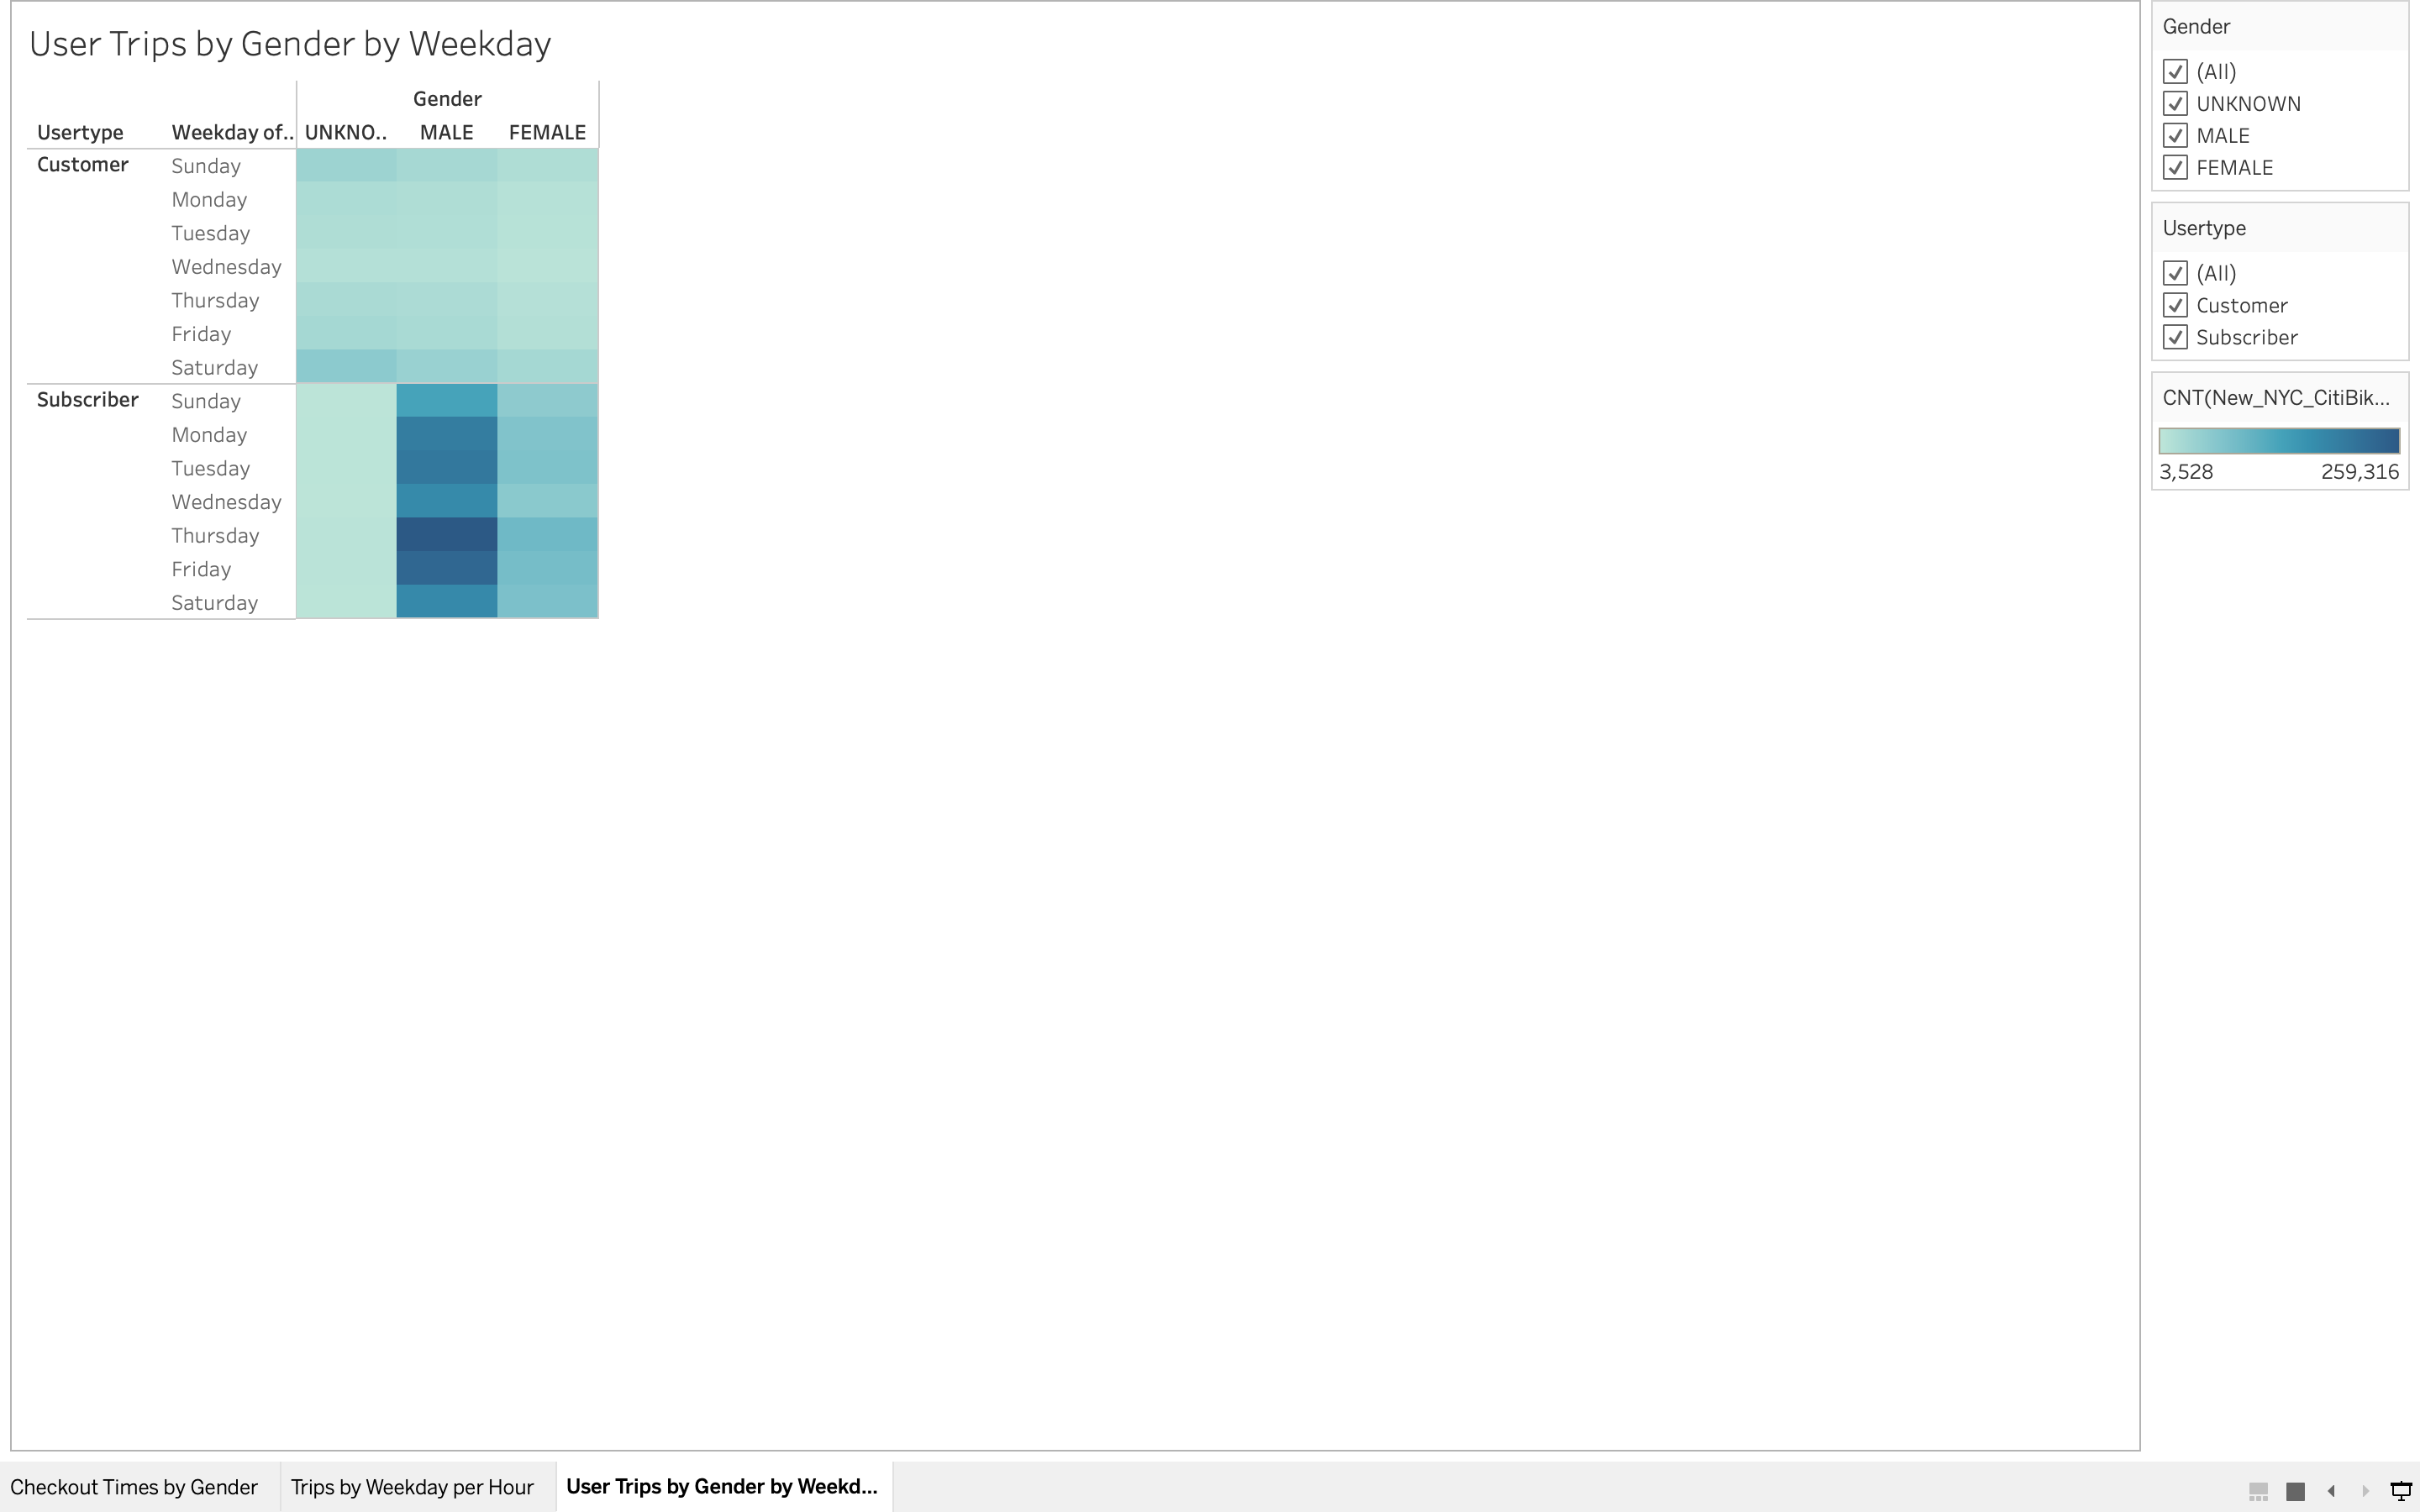 User Trips by Gender by Weekday
Gender
Usertype Weekday of.. UNKNO.. MALE FEMALE
Customer Sunday
Monday
Tuesday
Wednesday
Thursday
Friday
Saturday
Subscriber Sunday
Monday
Tuesday
Wednesday
Thursday
Friday
Saturday
Gender
(All)
UNKNOWN
MALE
FEMALE
Usertype
(All)
Customer
Subscriber
CNT(New_NYC_CitiBik...
3,528 259,316
Checkout Times by Gender Trips by Weekday per Hour User Trips by Gender by Weekd...